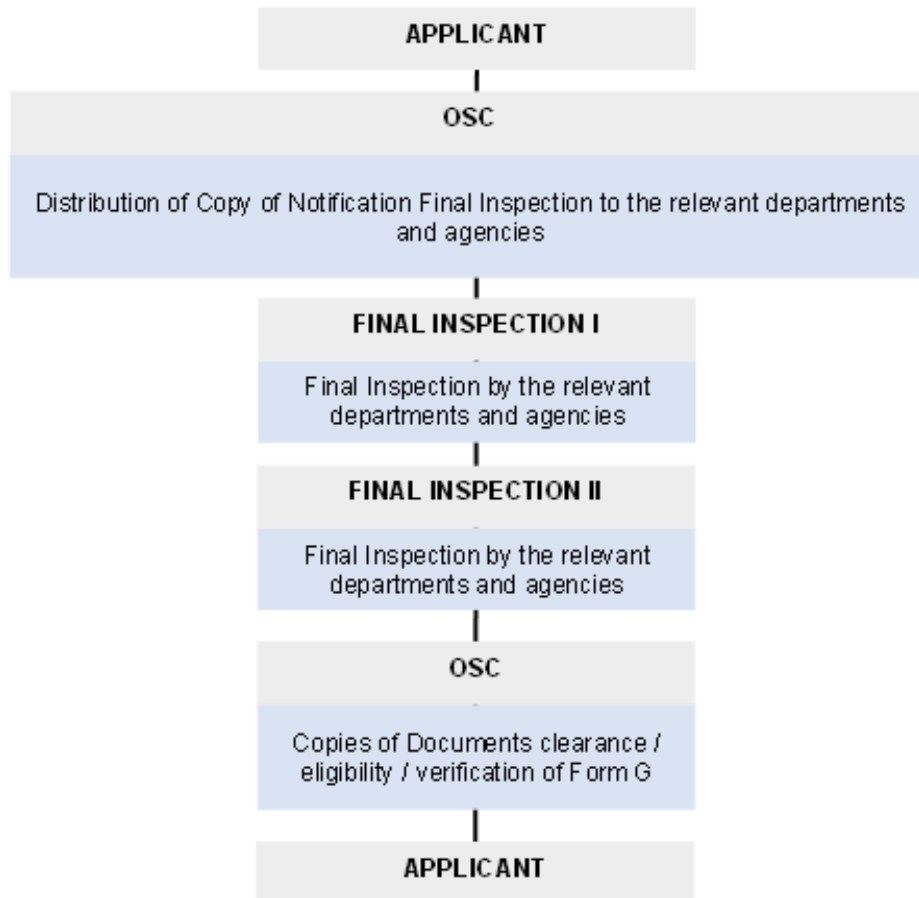 APPLICANT
OSC
Distribution of Copy of Notification Final Inspection to the relevant departments
and agencies
FINAL INSPECTION I
Final Inspection by the relevant
departments and agencies
FINAL INSPECTION II
Final Inspection by the relevant
departments and agencies
OSC
Copies of Documents clearance /
eligibility / verification of Form G
APPLICANT